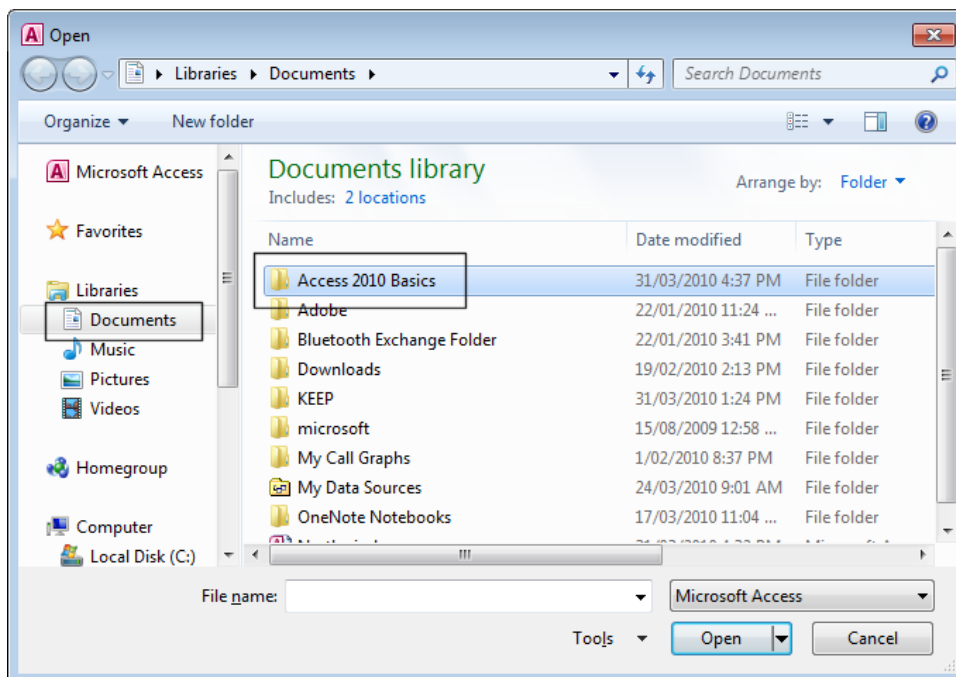 Open
Libraries Documents
Search Documents
Organize New folder
Microsoft Access
Favorites
Libraries
Documents
Music
Pictures
Videos
Homegroup
Computer
Local Disk (C:)
Documents library
Includes: 2 locations
Arrange by: Folder
Name Date modified Type
Access 2010 Basics 31/03/2010 4:37 PM File folder
Adobe 22/01/2010 11:24 ... File folder
Bluetooth Exchange Folder 22/01/2010 3:41 PM File folder
Downloads 19/02/2010 2:13 PM File folder
KEEP 31/03/2010 1:24 PM File folder
microsoft 15/08/2009 12:58 ... File folder
My Call Graphs 1/02/2010 8:37 PM File folder
My Data Sources 24/03/2010 9:01 AM File folder
OneNote Notebooks 17/03/2010 11:04 ... File folder
File name: Microsoft Access
Tools Open Cancel